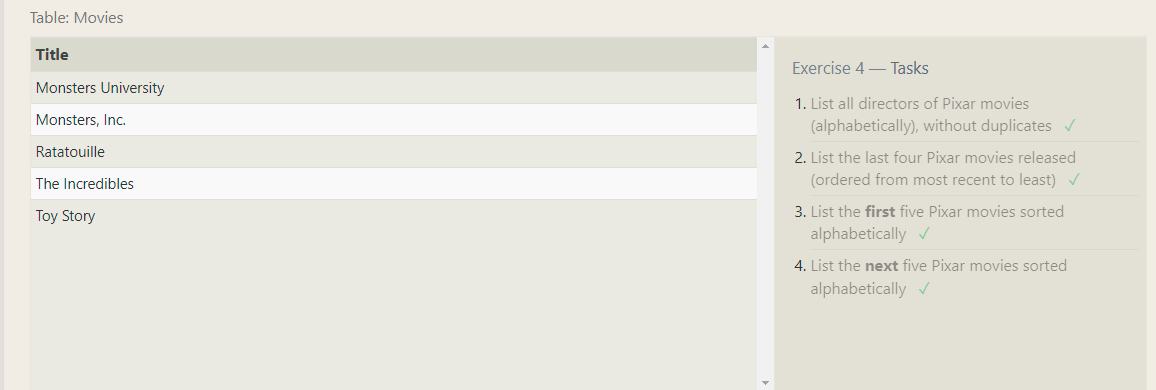 Table: Movies
Title
Monsters University
Monsters, Inc.
Ratatouille
The Incredibles
Toy Story
Exercise 4 — Tasks
1. List all directors of Pixar movies
(alphabetically), without duplicates ✓
2. List the last four Pixar movies released
(ordered from most recent to least) ✓
3. List the first five Pixar movies sorted
alphabetically ✓
4. List the next five Pixar movies sorted
alphabetically ✓